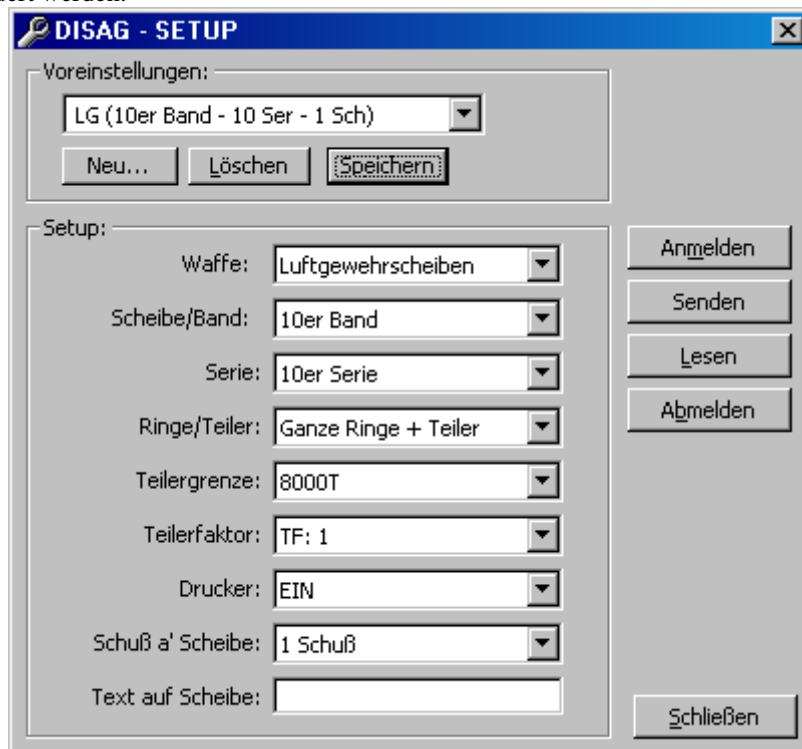 werden.
DISAG - SETUP
Voreinstellungen:
LG (10er Band - 10 Ser - 1 Sch)
Neu... Löschen Speichern
Setup:
Waffe: Luftgewehrscheiben
Scheibe/Band: 10er Band
Serie: 10er Serie
Ringe/Teiler: Ganze Ringe + Teiler
Teilergrenze: 8000T
Teilerfaktor: TF: 1
Drucker: EIN
Schuß a' Scheibe: 1 Schuß
Text auf Scheibe:
Anmelden
Senden
Lesen
Abmelden
Schließen